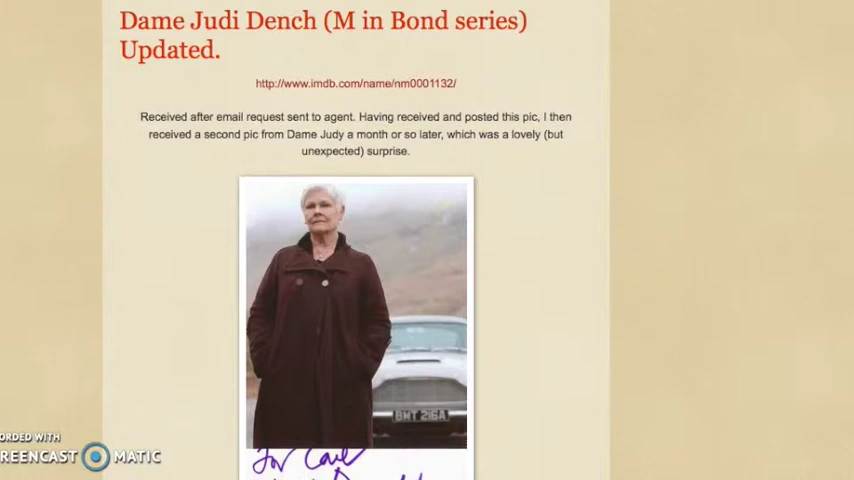 Dame Judi Dench (M in Bond series)
Updated.
http://www.imdb.com/name/nm0001132/
Received after email request sent to agent. Having received and posted this pic, I then
received a second pic from Dame Judy a month or so later, which was a lovely (but
unexpected) surprise.
BMT 216A
for Carl
ORDED WITH
REENCAST MATIC